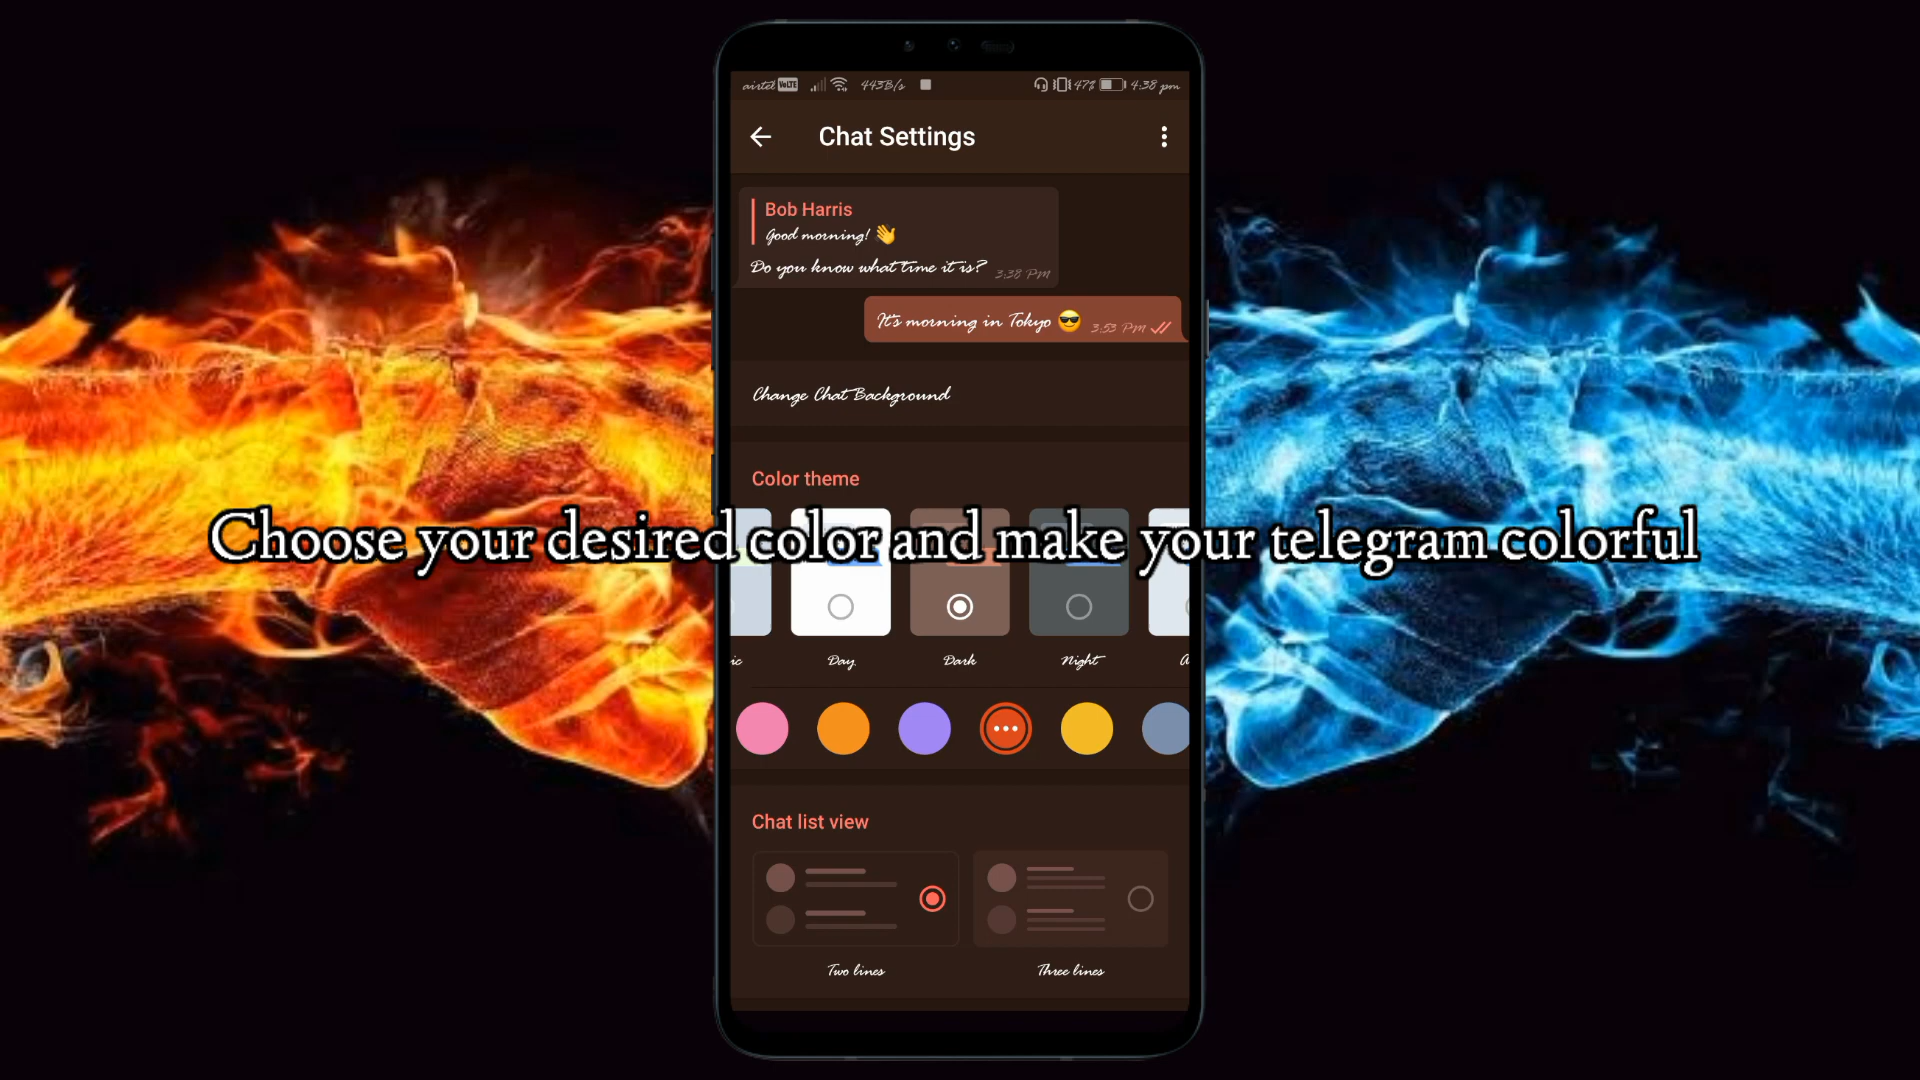 airtel VoLTE 443B/s 47% 4:38 pm
Chat Settings
Bob Harris
Good morning! 👋
Do you know what time it is? 3:38 PM
It's morning in Tokyo 😎 3:53 PM
Change Chat Background
Color theme
Choose your desired color and make your telegram colorful
ic Day Dark Night A
Chat list view
Two lines Three lines